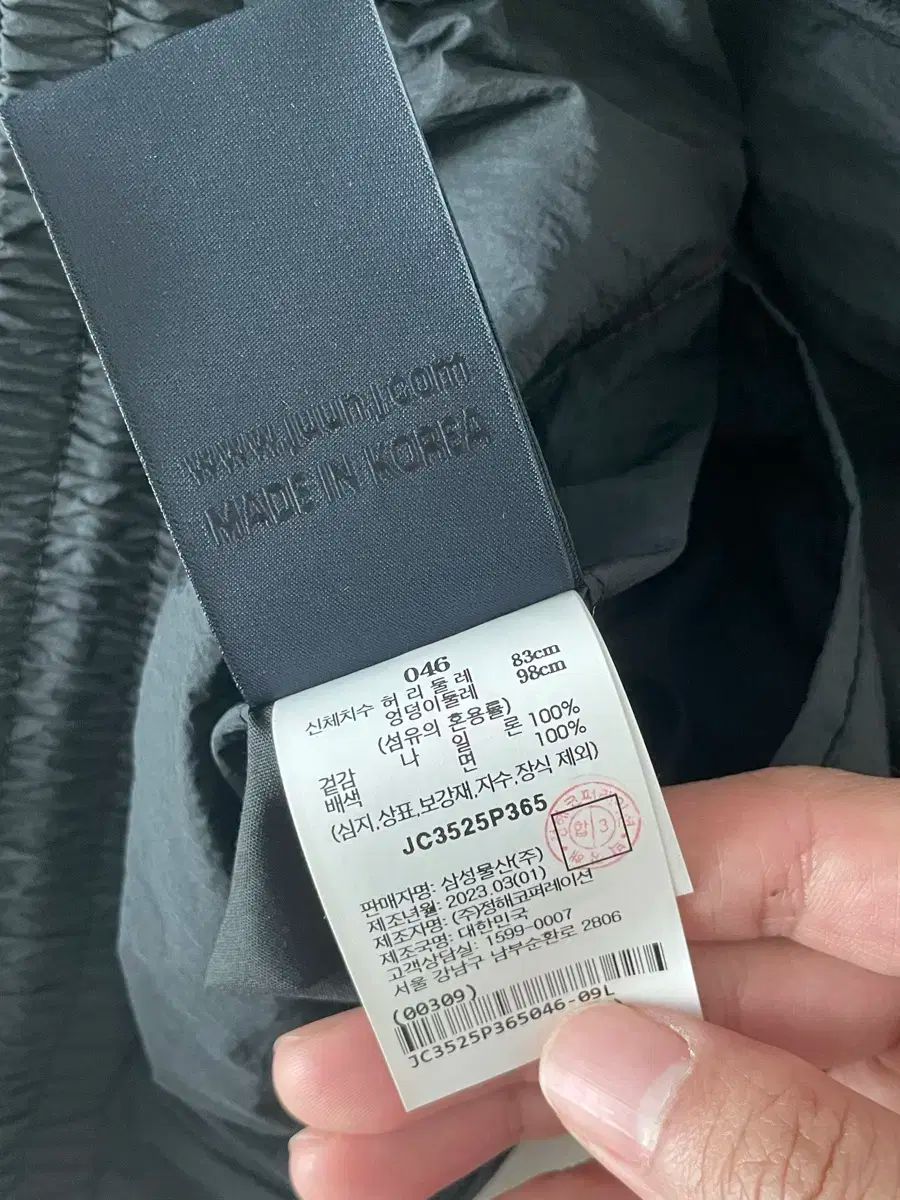 www.juunj.com
MADE IN KOREA
046
신체치수 허리둘레 83cm
엉덩이둘레 98cm
(섬유의 혼용률)
겉감 나일론 100%
배색 면 100%
(심지,상표,보강재,자수,장식 제외)
JC3525P365
합 3
판매자명: 삼성물산(주)
제조년월: 2023.03(01)
제조자명: (주)정해코퍼레이션
제조국명: 대한민국
고객상담실: 1599-0007
서울 강남구 남부순환로 2806
(00309)
JC3525P365046-09L